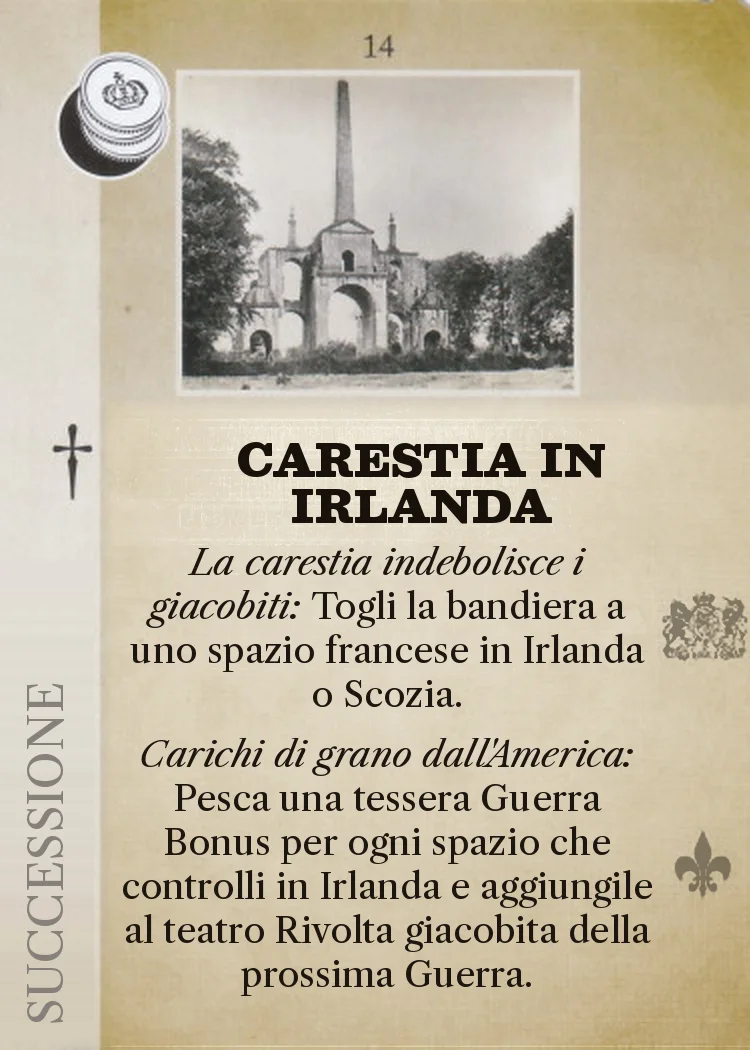 14
CARESTIA IN
IRLANDA
La carestia indebolisce i
giacobiti: Togli la bandiera a
uno spazio francese in Irlanda
o Scozia.
Carichi di grano dall'America:
Pesca una tessera Guerra
Bonus per ogni spazio che
controlli in Irlanda e aggiungile
al teatro Rivolta giacobita della
prossima Guerra.
SUCCESSIONE